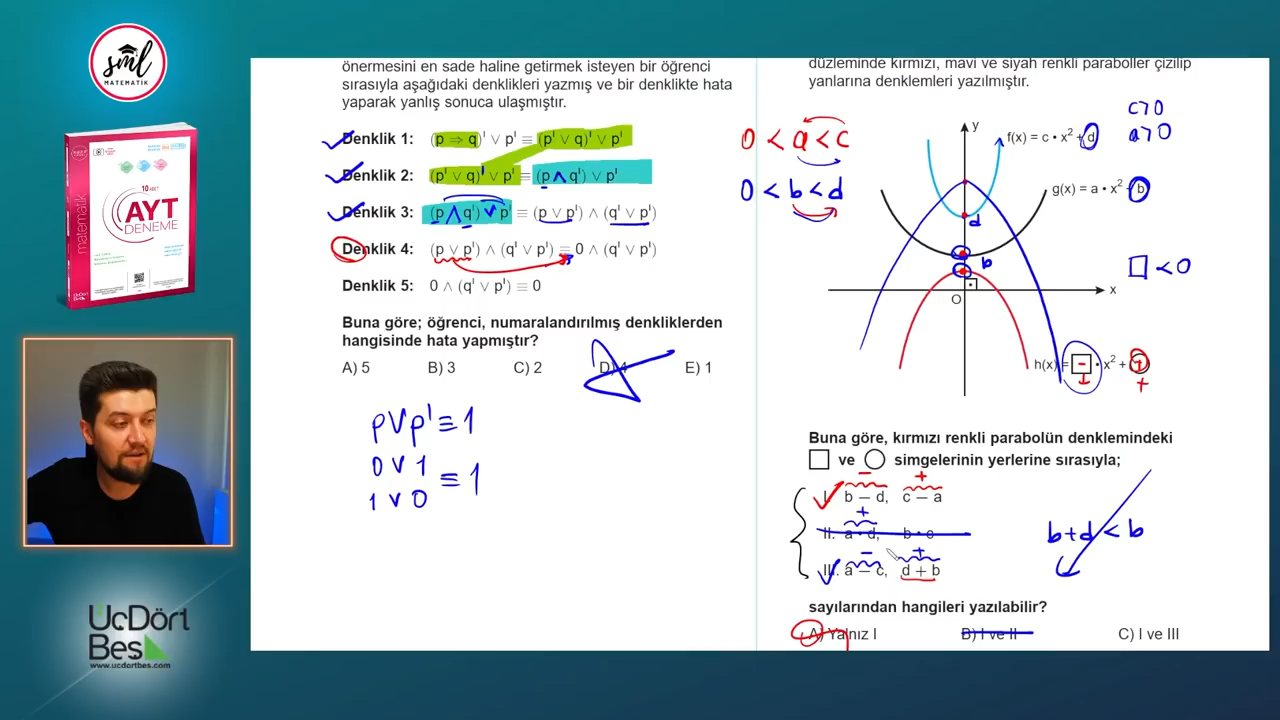 sml
MATEMATİK
matematik
10 ADET
AYT
DENEME
ÜcDört
Beş
www.ucdortbes.com
önermesini en sade haline getirmek isteyen bir öğrenci
sırasıyla aşağıdaki denklikleri yazmış ve bir denklikte hata
yaparak yanlış sonuca ulaşmıştır.
Denklik 1: (p ⇒ q)' ∨ p' ≡ (p' ∨ q)' ∨ p'
Denklik 2: (p' ∨ q)' ∨ p' ≡ (p ∧ q') ∨ p'
Denklik 3: (p ∧ q') ∨ p' ≡ (p ∨ p') ∧ (q' ∨ p')
Denklik 4: (p ∨ p') ∧ (q' ∨ p') ≡ 0 ∧ (q' ∨ p')
Denklik 5: 0 ∧ (q' ∨ p') ≡ 0
Buna göre; öğrenci, numaralandırılmış denkliklerden
hangisinde hata yapmıştır?
A) 5 B) 3 C) 2 D) 4 E) 1
p∨p' ≡ 1
0 ∨ 1
≡ 1
1 ∨ 0
düzleminde kırmızı, mavi ve siyah renkli paraboller çizilip
yanlarına denklemleri yazılmıştır.
c>0
a>0
0 < a < c
0 < b < d
y
f(x) = c • x² + d
g(x) = a • x² + b
d
b
□ < 0
x
O
h(x) = □ • x² + ○
-
+
+
Buna göre, kırmızı renkli parabolün denklemindeki
□ ve ○ simgelerinin yerlerine sırasıyla;
- +
I. b – d, c – a
+
II. a • d, b • c
- +
III. a – c, d + b
b+d < b
sayılarından hangileri yazılabilir?
A) Yalnız I B) I ve II C) I ve III